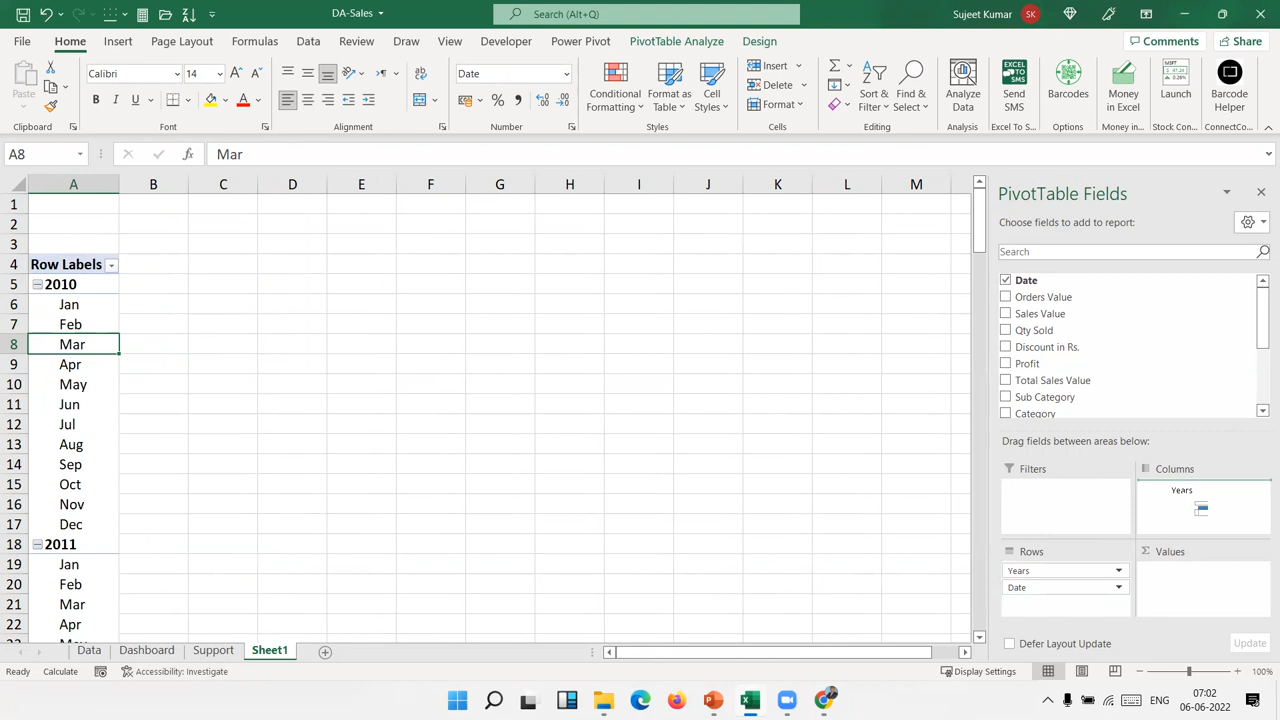 DA-Sales
Search (Alt+Q)
Sujeet Kumar
SK
File
Home
Insert
Page Layout
Formulas
Data
Review
View
Draw
Developer
Power Pivot
PivotTable Analyze
Design
Comments
Share
Paste
Calibri
14
Date
Insert
Delete
Format
Conditional Formatting
Format as Table
Cell Styles
Sort & Filter
Find & Select
Analyze Data
Send SMS
Barcodes
Money in Excel
Launch
Barcode Helper
Clipboard
Font
Alignment
Number
Styles
Cells
Editing
Analysis
Excel To S...
Options
Money in...
Stock Con...
ConnectCo...
A8
fx
Mar
A B C D E F G H I J K L M
1
2
3
4 Row Labels
5 2010
6 Jan
7 Feb
8 Mar
9 Apr
10 May
11 Jun
12 Jul
13 Aug
14 Sep
15 Oct
16 Nov
17 Dec
18 2011
19 Jan
20 Feb
21 Mar
22 Apr
PivotTable Fields
Choose fields to add to report:
Search
Date
Orders Value
Sales Value
Qty Sold
Discount in Rs.
Profit
Total Sales Value
Sub Category
Category
Drag fields between areas below:
Filters
Columns
Years
Rows
Values
Years
Date
Defer Layout Update
Update
Data
Dashboard
Support
Sheet1
Ready
Calculate
Accessibility: Investigate
Display Settings
100%
ENG
07:02
06-06-2022